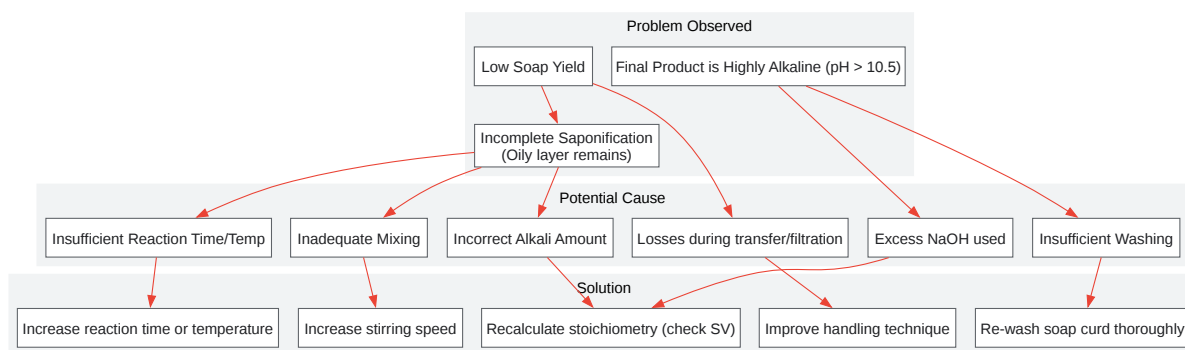 Problem Observed
Low Soap Yield
Final Product is Highly Alkaline (pH > 10.5)
Incomplete Saponification
(Oily layer remains)
Potential Cause
Insufficient Reaction Time/Temp
Inadequate Mixing
Incorrect Alkali Amount
Losses during transfer/filtration
Excess NaOH used
Insufficient Washing
Solution
Increase reaction time or temperature
Increase stirring speed
Recalculate stoichiometry (check SV)
Improve handling technique
Re-wash soap curd thoroughly